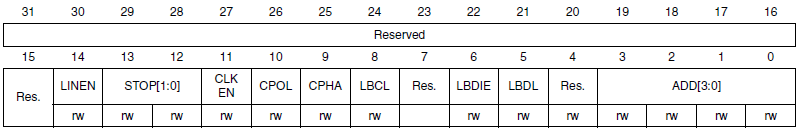 31 30 29 28 27 26 25 24 23 22 21 20 19 18 17 16
Reserved
15 14 13 12 11 10 9 8 7 6 5 4 3 2 1 0
Res. LINEN STOP[1:0] CLK EN CPOL CPHA LBCL Res. LBDIE LBDL Res. ADD[3:0]
rw rw rw rw rw rw rw rw rw rw rw rw rw rw